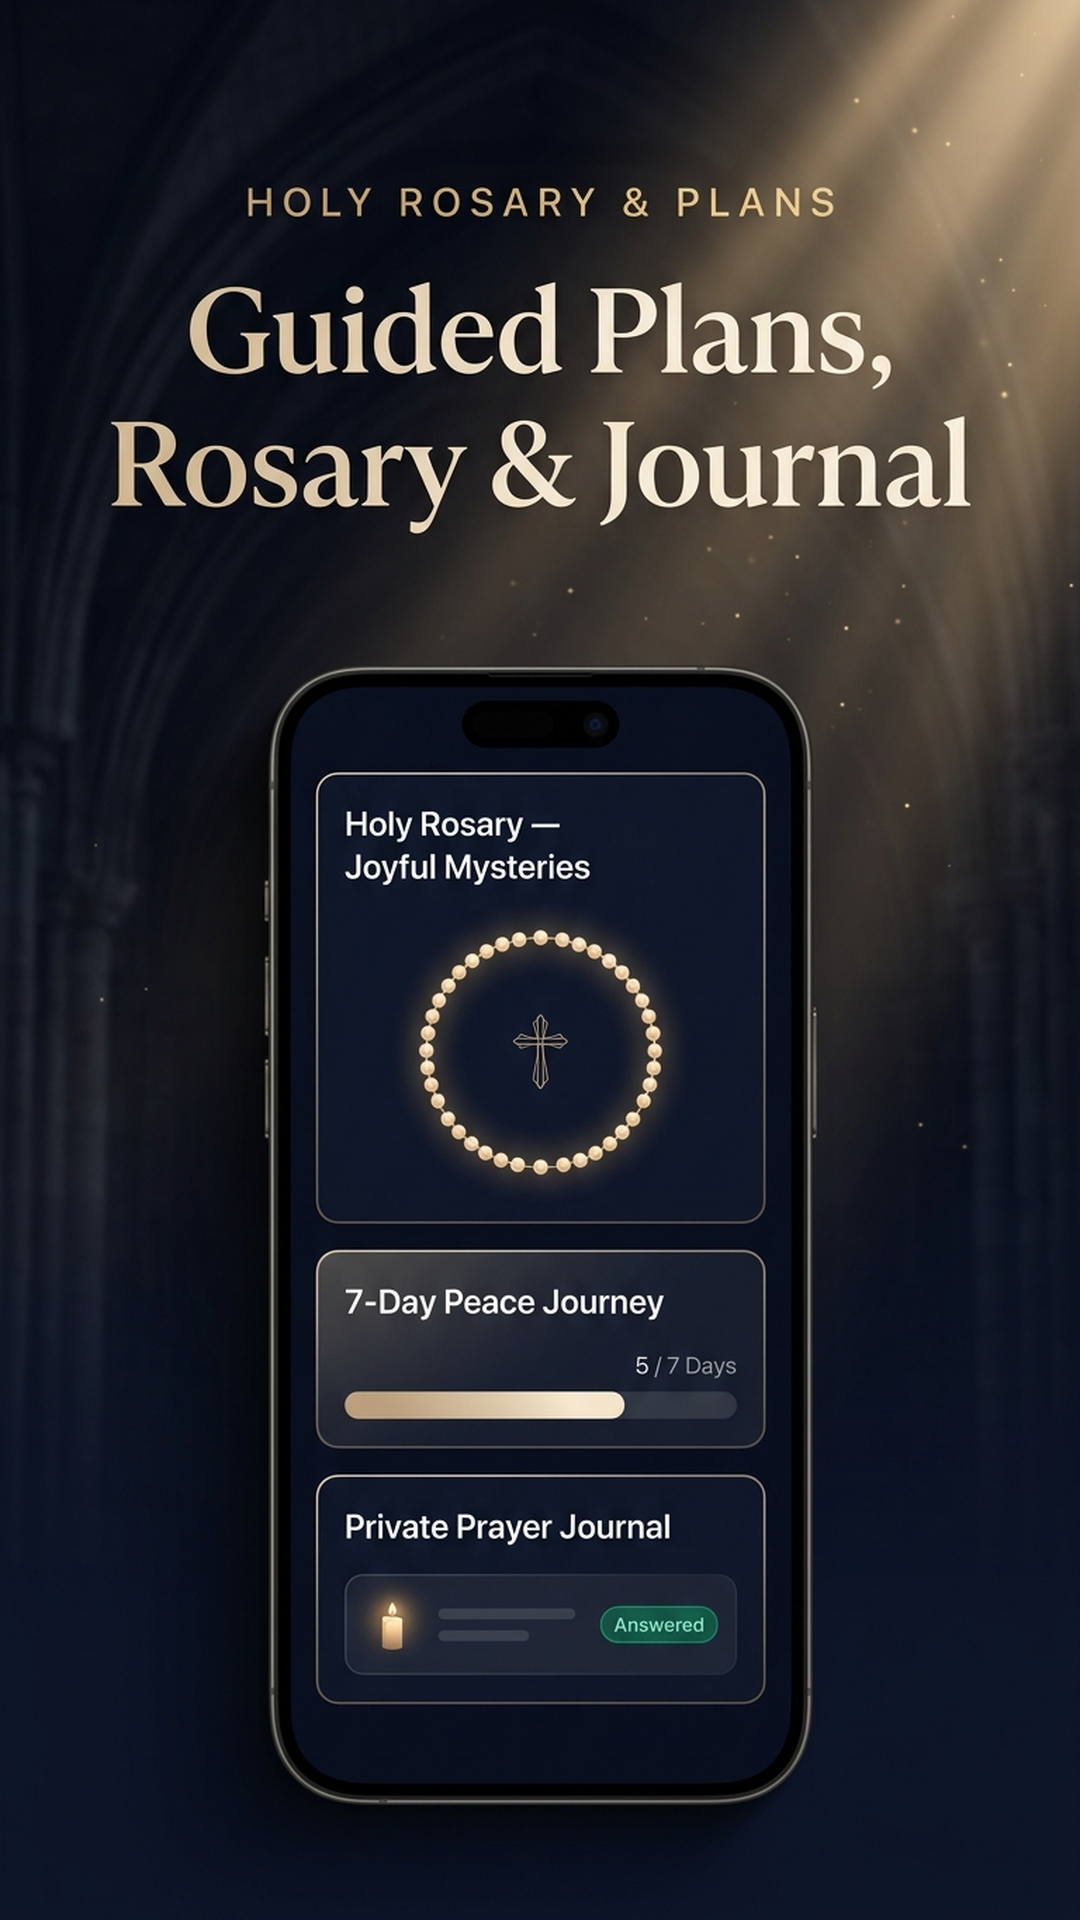 HOLY ROSARY & PLANS
Guided Plans,
Rosary & Journal
Holy Rosary —
Joyful Mysteries
7-Day Peace Journey
5 / 7 Days
Private Prayer Journal
Answered